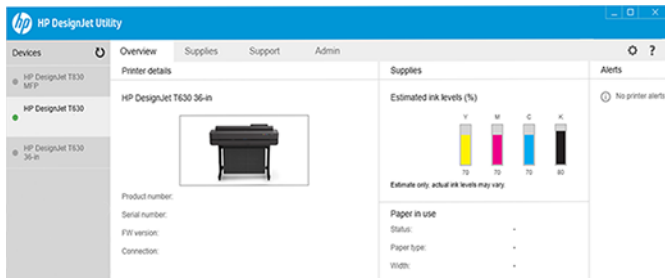 hp HP DesignJet Utility
Devices
HP DesignJet T830
MFP
HP DesignJet T630
HP DesignJet T630
36-in
Overview Supplies Support Admin
?
Printer details
HP DesignJet T630 36-in
Product number:
Serial number:
FW version:
Connection:
Supplies
Estimated ink levels (%)
Y M C K
70 70 70 80
Estimate only, actual ink levels may vary.
Paper in use
Status: -
Paper type: -
Width: -
Alerts
No printer alerts